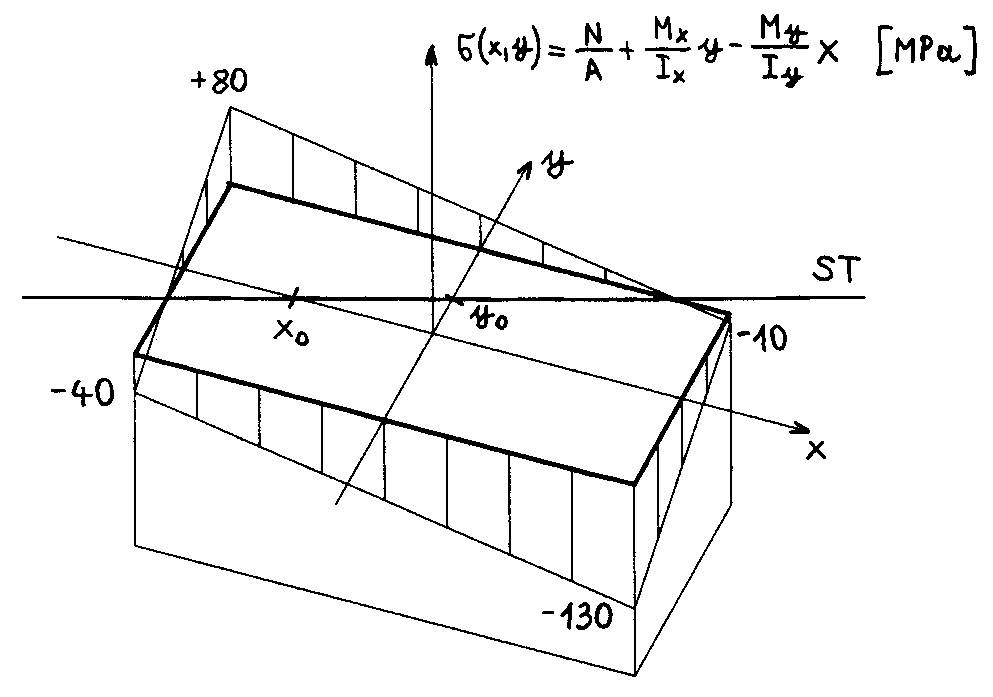 σ(x,y) = N/A + Mx/Ix y - My/Iy x [MPa]
+80
y
ST
x₀
y₀
-10
-40
x
-130